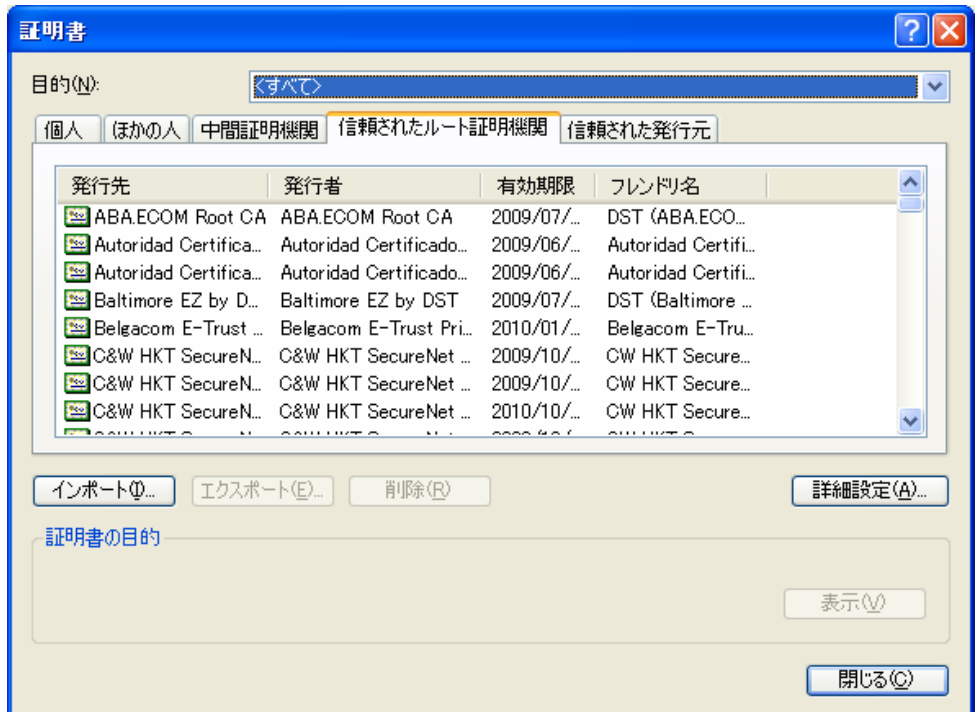 証明書
目的(N): <すべて>
個人 ほかの人 中間証明機関 信頼されたルート証明機関 信頼された発行元
発行先 発行者 有効期限 フレンドリ名
ABA.ECOM Root CA ABA.ECOM Root CA 2009/07/... DST (ABA.ECO...
Autoridad Certifica... Autoridad Certificado... 2009/06/... Autoridad Certifi...
Autoridad Certifica... Autoridad Certificado... 2009/06/... Autoridad Certifi...
Baltimore EZ by D... Baltimore EZ by DST 2009/07/... DST (Baltimore ...
Belgacom E-Trust ... Belgacom E-Trust Pri... 2010/01/... Belgacom E-Tru...
C&W HKT SecureN... C&W HKT SecureNet ... 2009/10/... CW HKT Secure...
C&W HKT SecureN... C&W HKT SecureNet ... 2009/10/... CW HKT Secure...
C&W HKT SecureN... C&W HKT SecureNet ... 2010/10/... CW HKT Secure...
インポート(I)... エクスポート(E)... 削除(R) 詳細設定(A)...
証明書の目的
表示(V)
閉じる(C)